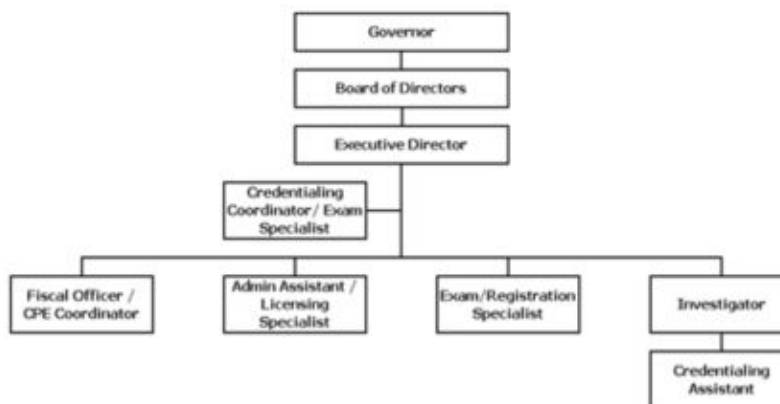 Governor
Board of Directors
Executive Director
Credentialing
Coordinator/ Exam
Specialist
Fiscal Officer /
CPE Coordinator
Admin Assistant /
Licensing
Specialist
Exam/Registration
Specialist
Investigator
Credentialing
Assistant